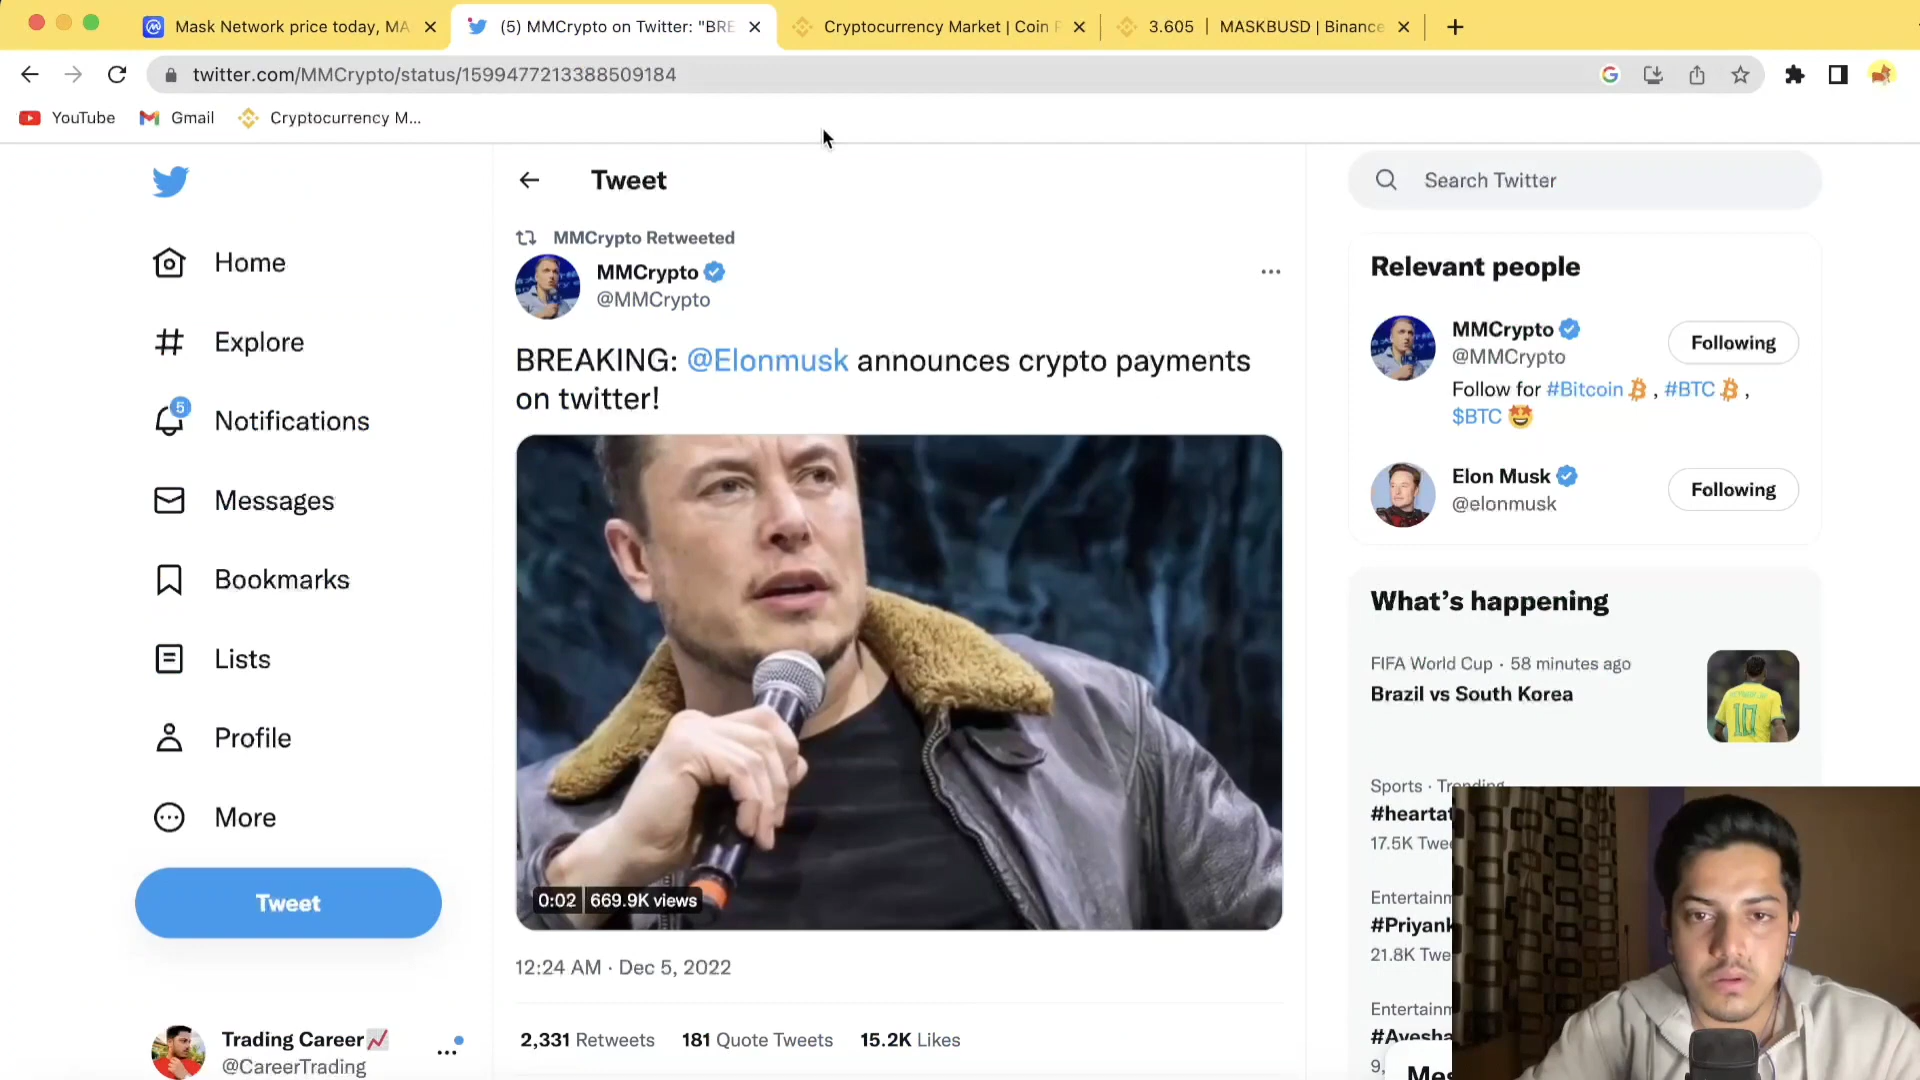 Mask Network price today, MA
(5) MMCrypto on Twitter: "BRE
Cryptocurrency Market | Coin P
3.605 | MASKBUSD | Binance
twitter.com/MMCrypto/status/1599477213388509184
YouTube
Gmail
Cryptocurrency M...
Home
Explore
5
Notifications
Messages
Bookmarks
Lists
Profile
More
Tweet
Trading Career
@CareerTrading
Tweet
MMCrypto Retweeted
MMCrypto
@MMCrypto
BREAKING: @Elonmusk announces crypto payments
on twitter!
0:02 669.9K views
12:24 AM · Dec 5, 2022
2,331 Retweets 181 Quote Tweets 15.2K Likes
Search Twitter
Relevant people
MMCrypto
@MMCrypto
Following
Follow for #Bitcoin , #BTC ,
$BTC
Elon Musk
@elonmusk
Following
What's happening
FIFA World Cup · 58 minutes ago
Brazil vs South Korea
10
Sports · Trending
#heartat
17.5K Twee
Entertainm
#Priyank
21.8K Twe
Entertainm
#Ayesha
9,
Mes